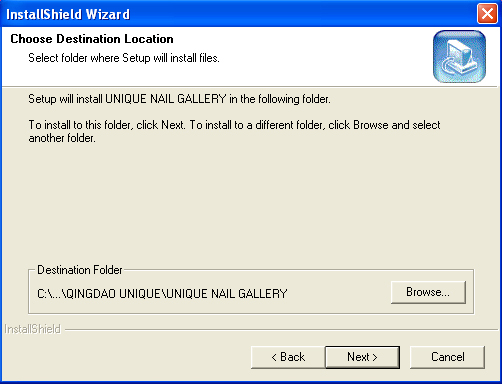 InstallShield Wizard
Choose Destination Location
Select folder where Setup will install files.
Setup will install UNIQUE NAIL GALLERY in the following folder.
To install to this folder, click Next. To install to a different folder, click Browse and select
another folder.
Destination Folder
C:\...\QINGDAO UNIQUE\UNIQUE NAIL GALLERY
Browse...
InstallShield
< Back
Next >
Cancel